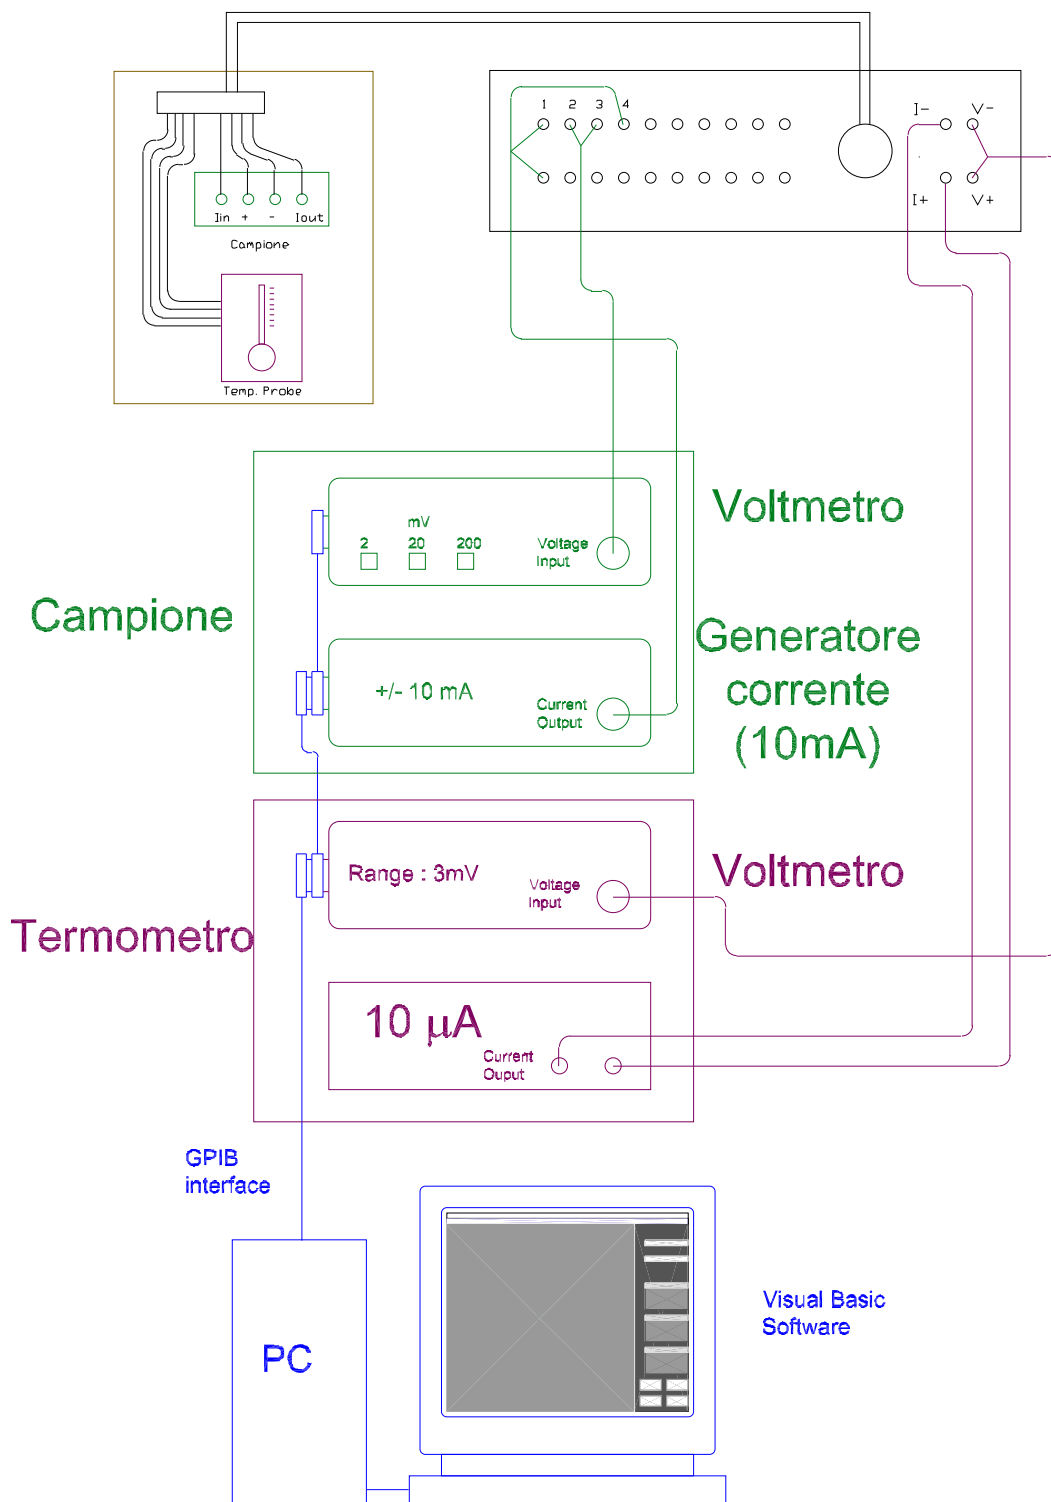 1 2 3 4
I- V-
I+ V+
Iin + - Iout
Campione
Temp. Probe
Voltmetro
mV
2 20 200
Voltage
Input
Campione
Generatore
corrente
(10mA)
+/- 10 mA
Current
Output
Voltmetro
Range : 3mV
Voltage
Input
Termometro
10 µA
Current
Ouput
GPIB
interface
Visual Basic
Software
PC